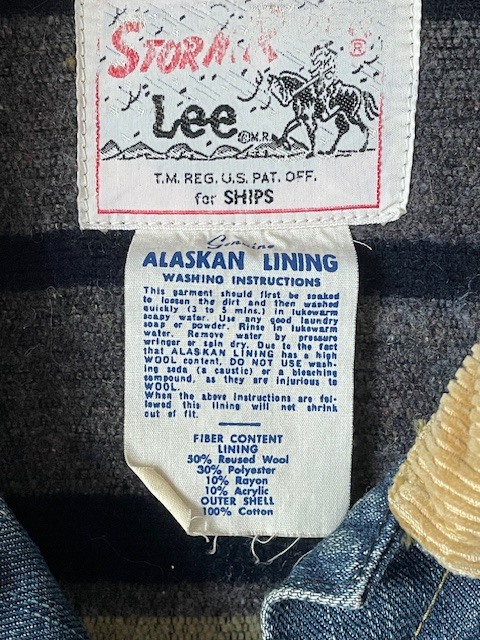 ®
Lee
®M.R.
T.M. REG. U.S. PAT. OFF.
for SHIPS
Genuine
ALASKAN LINING
WASHING INSTRUCTIONS
This garment should first be soaked
to loosen the dirt and then washed
quickly (3 to 5 mins.) in lukewarm
soapy water. Use any good laundry
soap or powder. Rinse in lukewarm
water. Remove water by pressure
wringer or spin dry. Due to the fact
that ALASKAN LINING has a high
WOOL content, DO NOT USE wash-
ing soda (a caustic) or a bleaching
compound, as they are injurious to
WOOL.
When the above instructions are fol-
lowed this lining will not shrink
out of fit.
FIBER CONTENT
LINING
50% Reused Wool
30% Polyester
10% Rayon
10% Acrylic
OUTER SHELL
100% Cotton